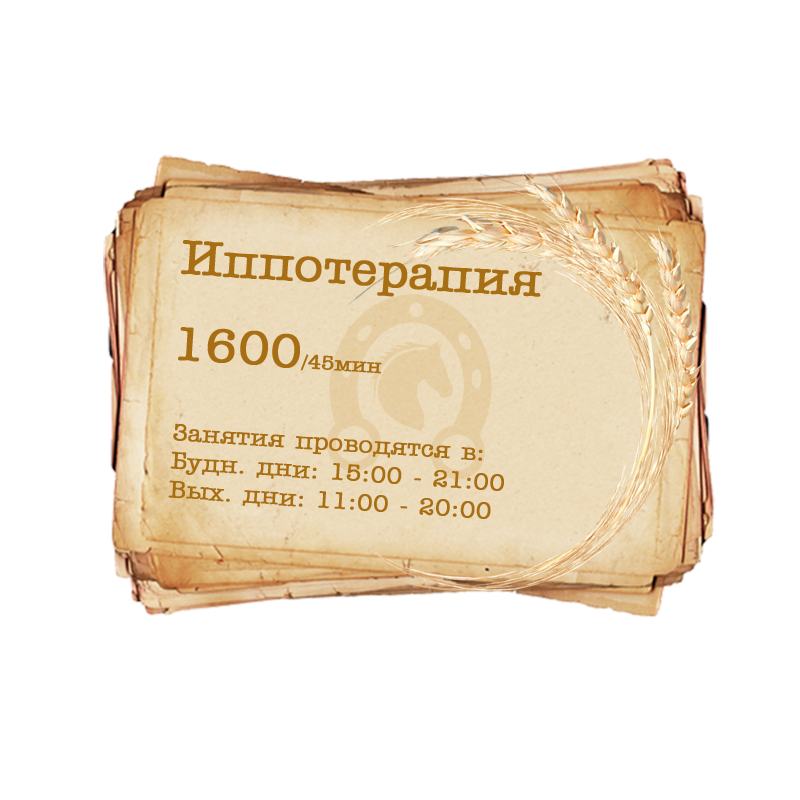 Иппотерапия
1600/45мин
Занятия проводятся в:
Будн. дни: 15:00 - 21:00
Вых. дни: 11:00 - 20:00